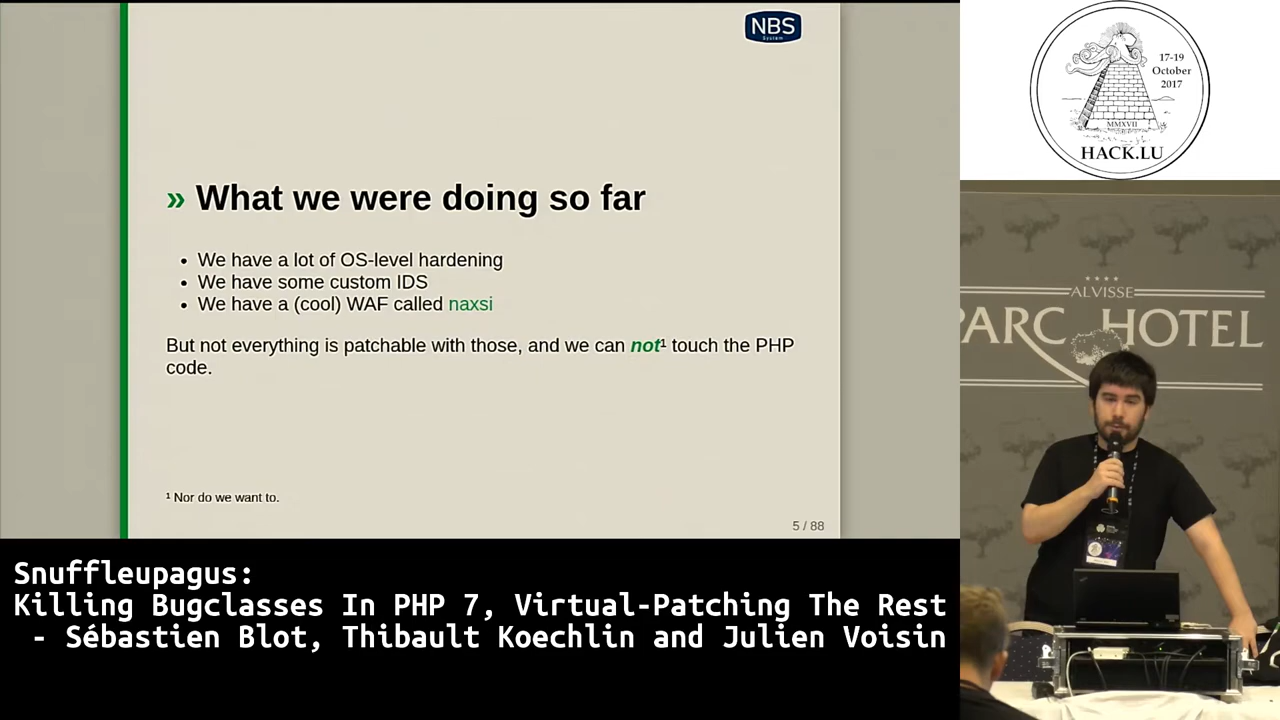 NBS
System
» What we were doing so far
• We have a lot of OS-level hardening
• We have some custom IDS
• We have a (cool) WAF called naxsi
But not everything is patchable with those, and we can not¹ touch the PHP
code.
¹ Nor do we want to.
5 / 88
17-19
October
2017
MMXVII
HACK.LU
ALVISSE
PARC HOTEL
Snuffleupagus:
Killing Bugclasses In PHP 7, Virtual-Patching The Rest
- Sébastien Blot, Thibault Koechlin and Julien Voisin